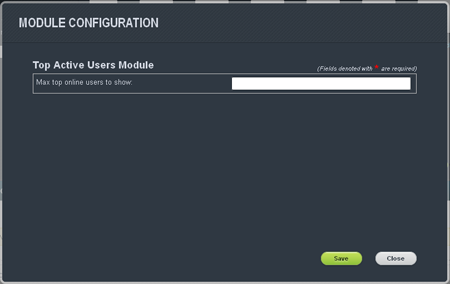 MODULE CONFIGURATION
Top Active Users Module
(Fields denoted with * are required)
Max top online users to show:
Save
Close